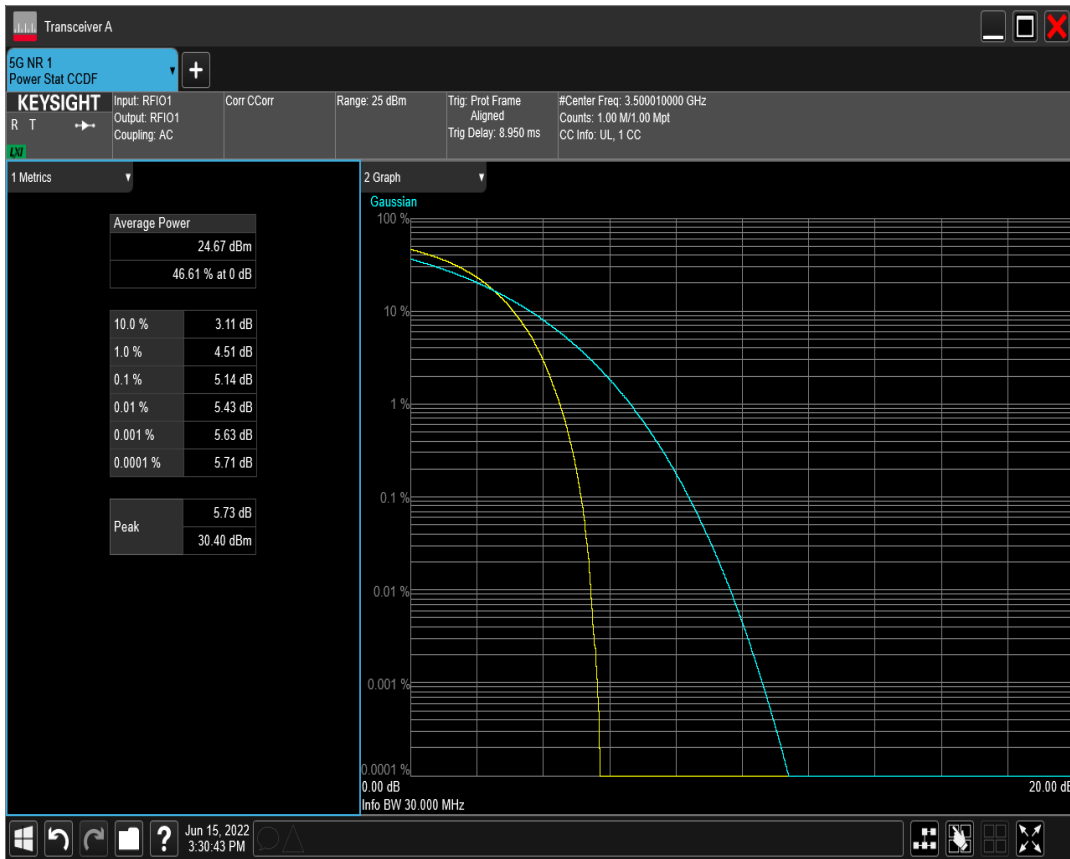 Transceiver A
5G NR 1
Power Stat CCDF
+
KEYSIGHT
R T
LXI
Input: RFIO1
Output: RFIO1
Coupling: AC
Corr CCorr
Range: 25 dBm
Trig: Prot Frame
Aligned
Trig Delay: 8.950 ms
#Center Freq: 3.500010000 GHz
Counts: 1.00 M/1.00 Mpt
CC Info: UL, 1 CC
1 Metrics
Average Power
24.67 dBm
46.61 % at 0 dB
10.0 % 3.11 dB
1.0 % 4.51 dB
0.1 % 5.14 dB
0.01 % 5.43 dB
0.001 % 5.63 dB
0.0001 % 5.71 dB
Peak
5.73 dB
30.40 dBm
2 Graph
Gaussian
100 %
10 %
1 %
0.1 %
0.01 %
0.001 %
0.0001 %
0.00 dB
20.00 dB
Info BW 30.000 MHz
?
Jun 15, 2022
3:30:43 PM